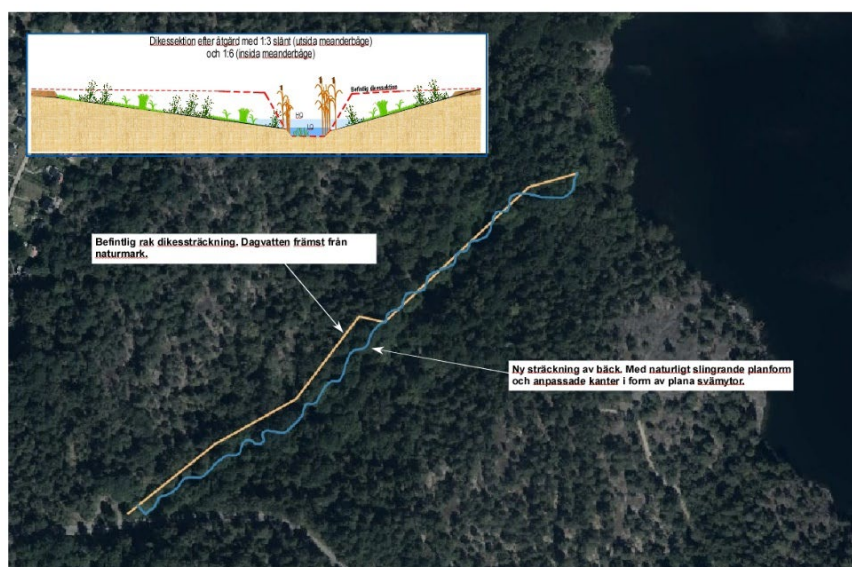 Dikessektion efter åtgärd med 1:3 slänt (utsida meanderbåge)
och 1:6 (insida meanderbåge)
Befintlig dikessektion
HQ
LQ
Befintlig rak dikessträckning. Dagvatten främst från
naturmark.
Ny sträckning av bäck. Med naturligt slingrande planform
och anpassade kanter i form av plana svämytor.